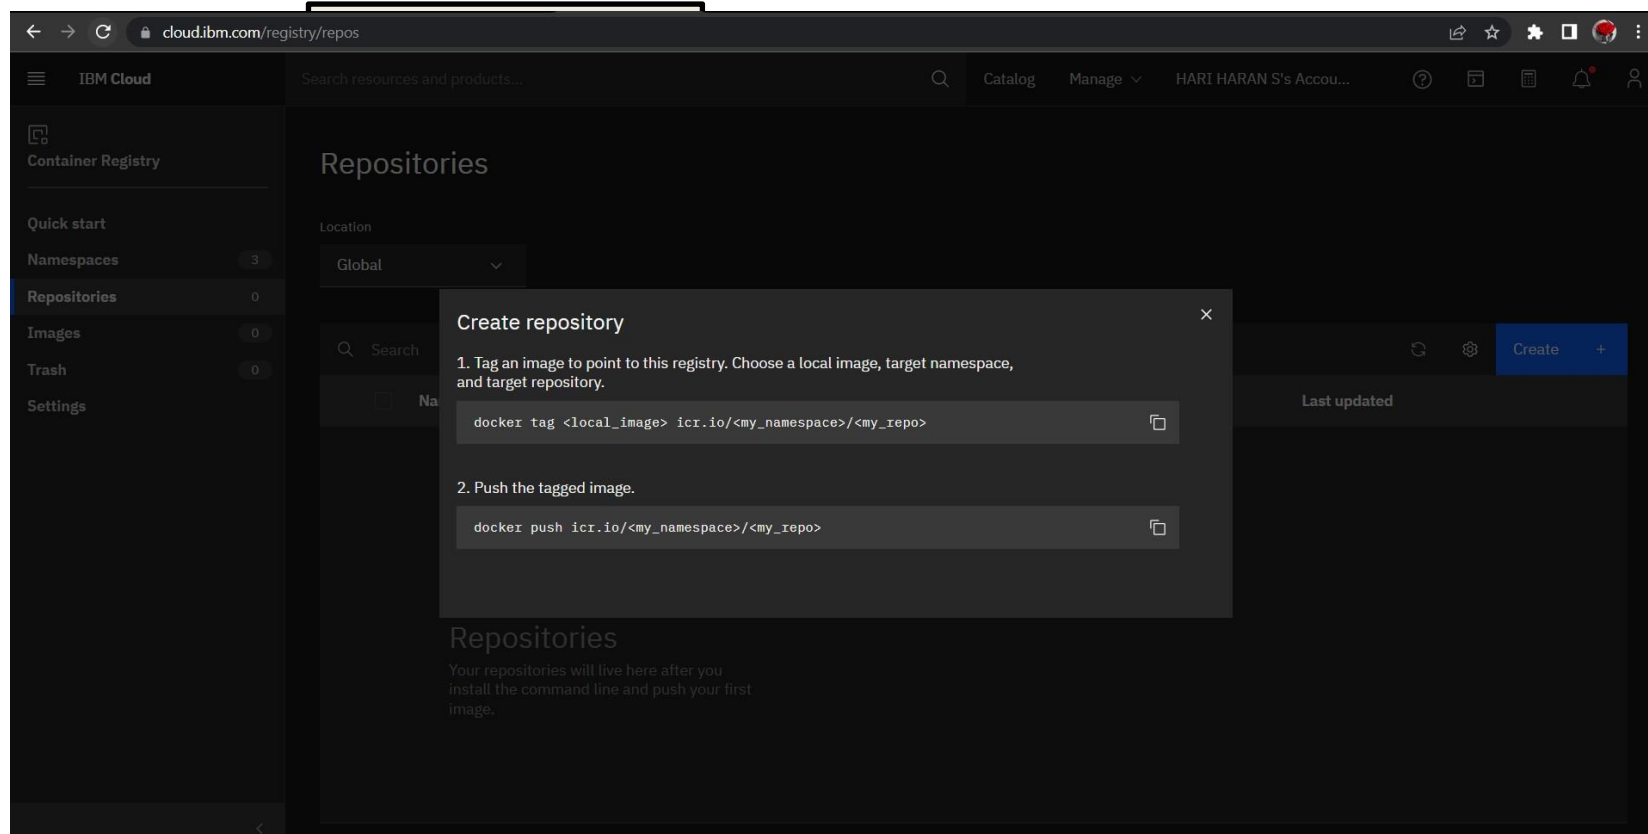 cloud.ibm.com/registry/repos
IBM Cloud
Search resources and products...
Catalog
Manage
HARI HARAN S's Accou...
Container Registry
Quick start
Namespaces 3
Repositories 0
Images 0
Trash 0
Settings
Repositories
Location
Global
Search
Create +
Na
Last updated
Create repository
1. Tag an image to point to this registry. Choose a local image, target namespace,
and target repository.
docker tag <local_image> icr.io/<my_namespace>/<my_repo>
2. Push the tagged image.
docker push icr.io/<my_namespace>/<my_repo>
Repositories
Your repositories will live here after you
install the command line and push your first
image.